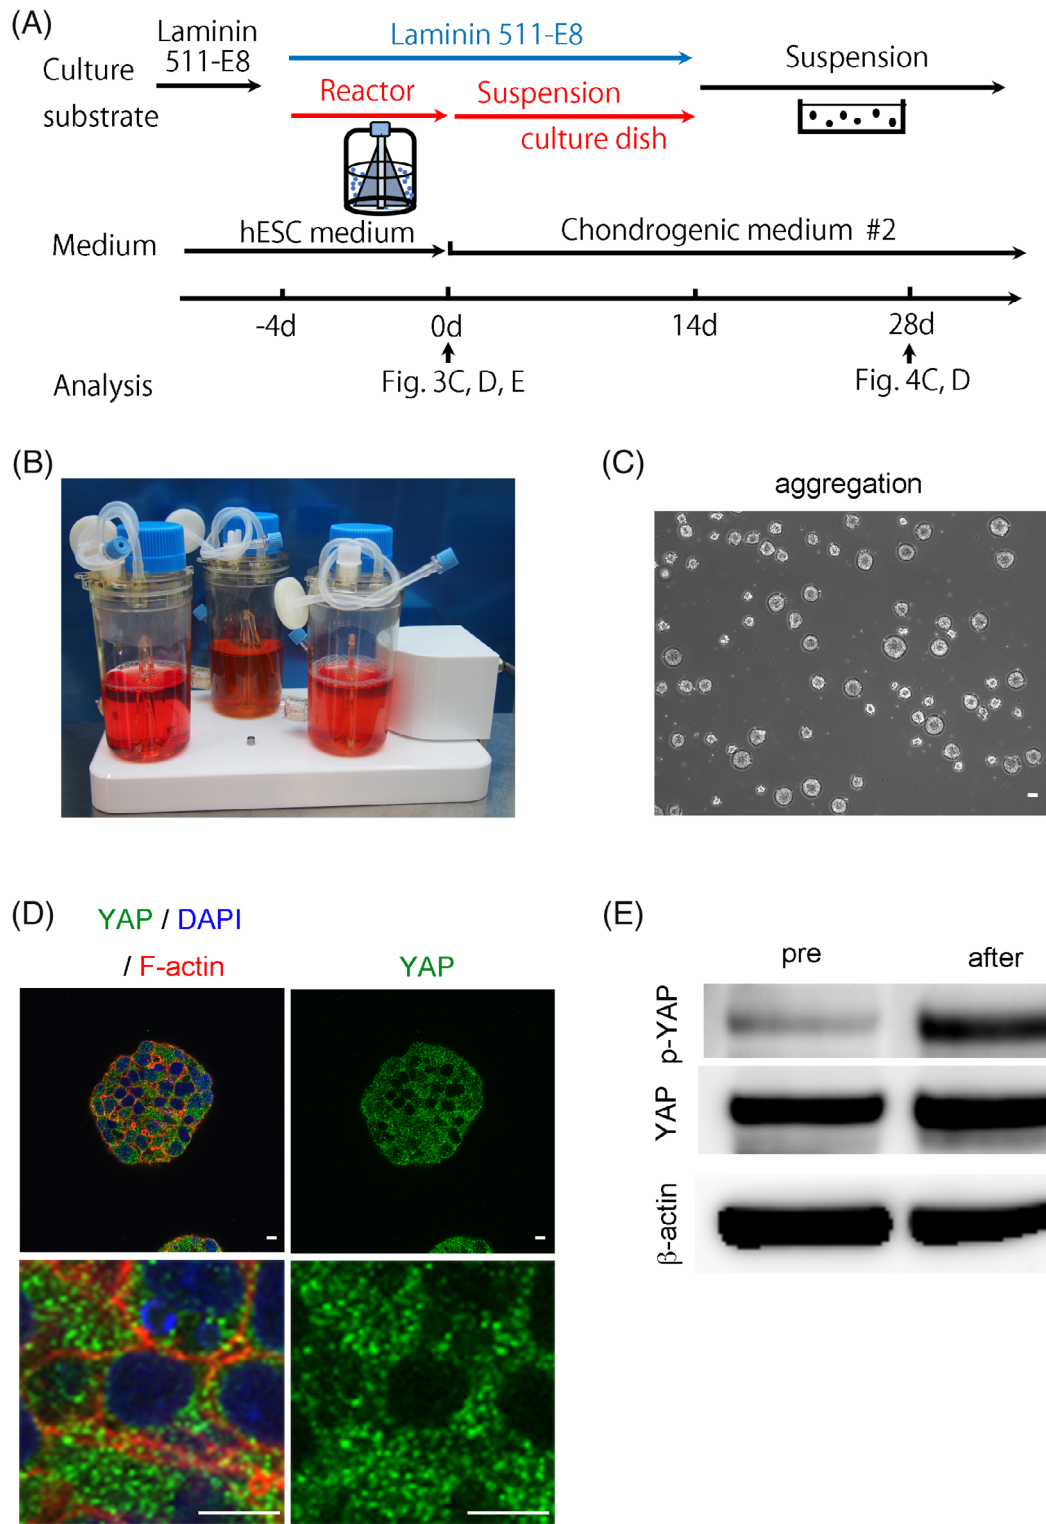 (A)
Laminin
511-E8
Laminin 511-E8
Culture
substrate
Reactor
Suspension
culture dish
Suspension
Medium
hESC medium
Chondrogenic medium #2
-4d
0d
14d
28d
Analysis
Fig. 3C, D, E
Fig. 4C, D
(B)
(C)
aggregation
(D)
YAP / DAPI
/ F-actin
YAP
(E)
pre
after
p-YAP
YAP
β-actin